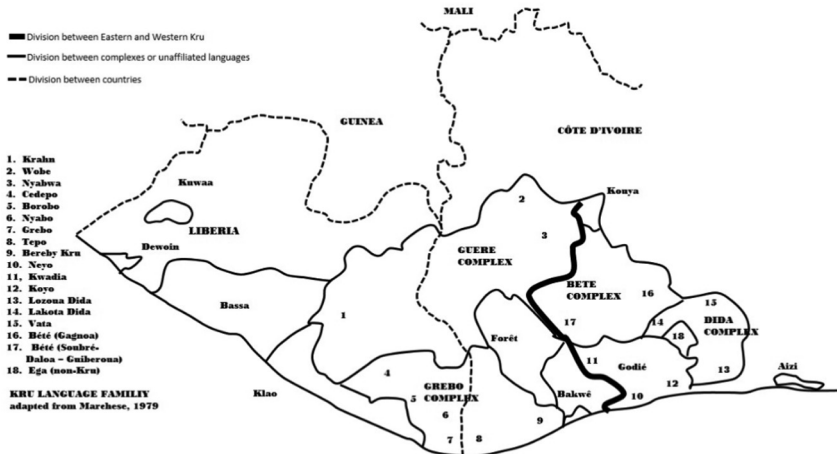 MALI
Division between Eastern and Western Kru
Division between complexes or unaffiliated languages
Division between countries
GUINEA
CÔTE D'IVOIRE
1. Krahn
2. Wobe
3. Nyabwa
4. Cedepo
5. Borobo
6. Nyabo
7. Grebo
8. Tepo
9. Bereby Kru
10. Neyo
11, Kwadia
12. Koyo
13. Lozoua Dida
14. Lakota Dida
15. Vata
16. Bété (Gagnoa)
17. Bété (Soubré-
Daloa – Guiberoua)
18. Ega (non-Kru)
KRU LANGUAGE FAMILIY
adapted from Marchese, 1979
Kuwaa
LIBERIA
Dewoin
Bassa
Klao
1
2
3
GUERE
COMPLEX
Kouya
BETE
COMPLEX
16
17
15
DIDA
COMPLEX
14
18
13
Forêt
11
Godié
12
10
Aizi
Bakwé
4
GREBO
COMPLEX
5
6
7
8
9